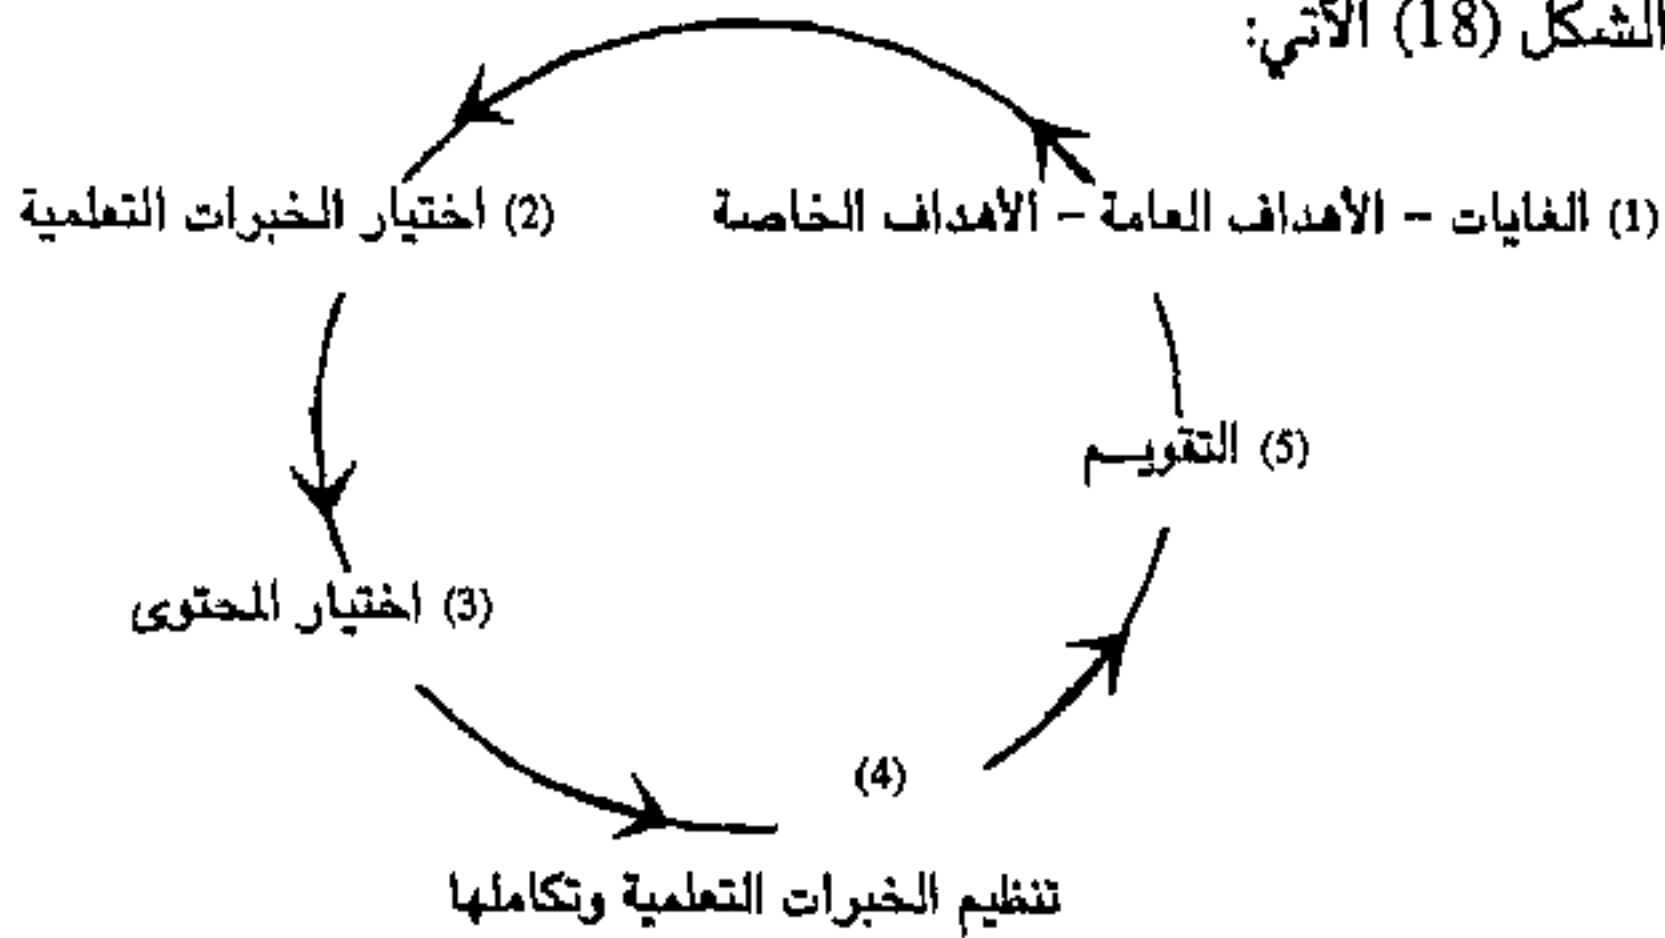 الشكل (18) الآتي:
(1) الغايات - الأهداف العامة - الأهداف الخاصة
(2) اختيار الخبرات التعلمية
(3) اختيار المحتوى
(4)
تنظيم الخبرات التعلمية وتكاملها
(5) التقويــم